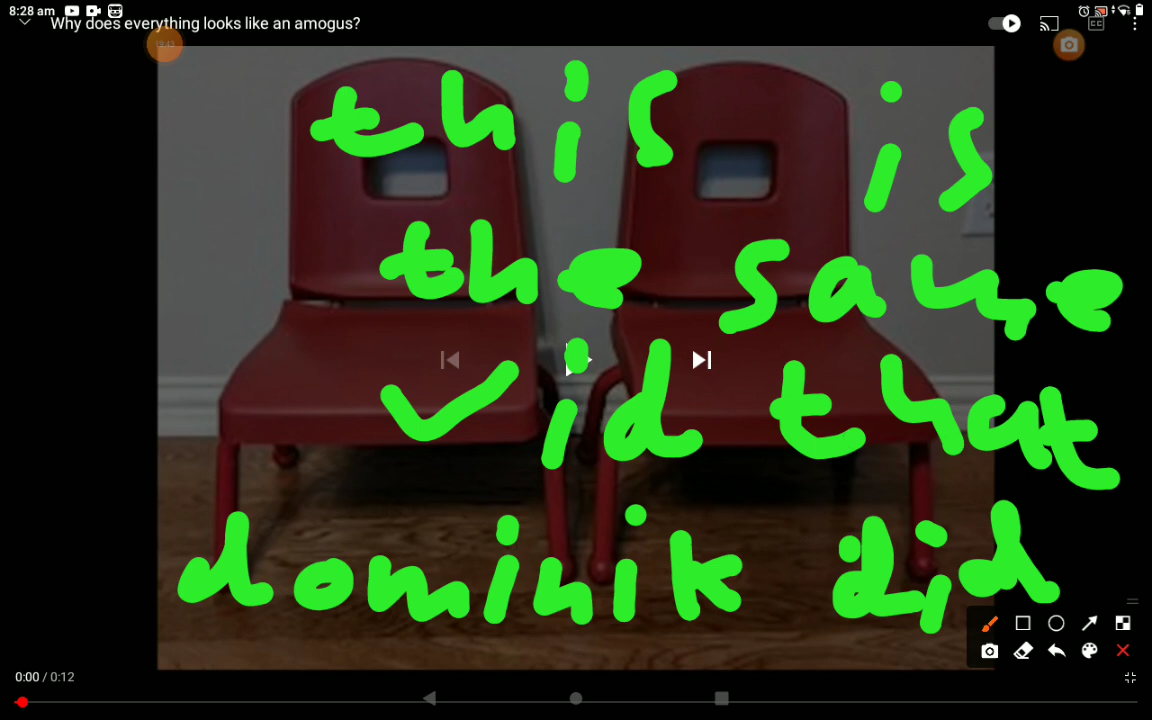 8:28 am
Why does everything looks like an amogus?
CC
this is
the same
vid that
dominik did
0:00 / 0:12